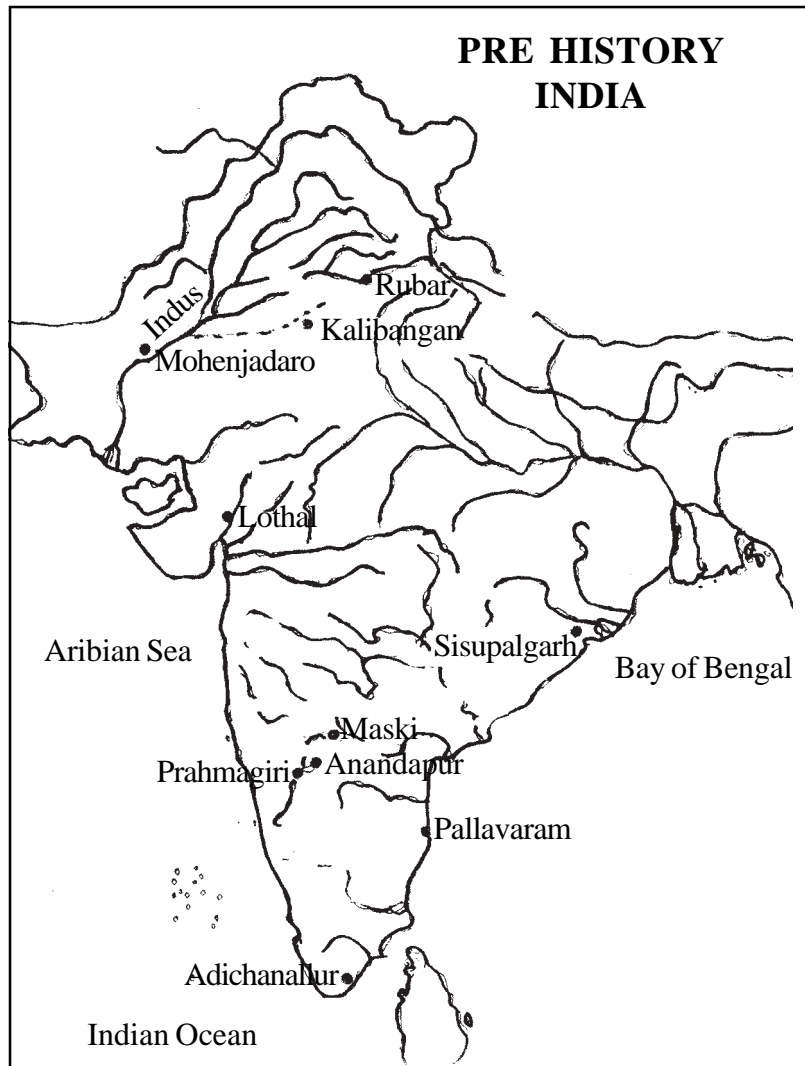 PRE HISTORY
INDIA
Rubar
Indus
Kalibangan
Mohenjadaro
Lothal
Aribian Sea
Sisupalgarh
Bay of Bengal
Maski
Anandapur
Prahmagiri
Pallavaram
Adichanallur
Indian Ocean